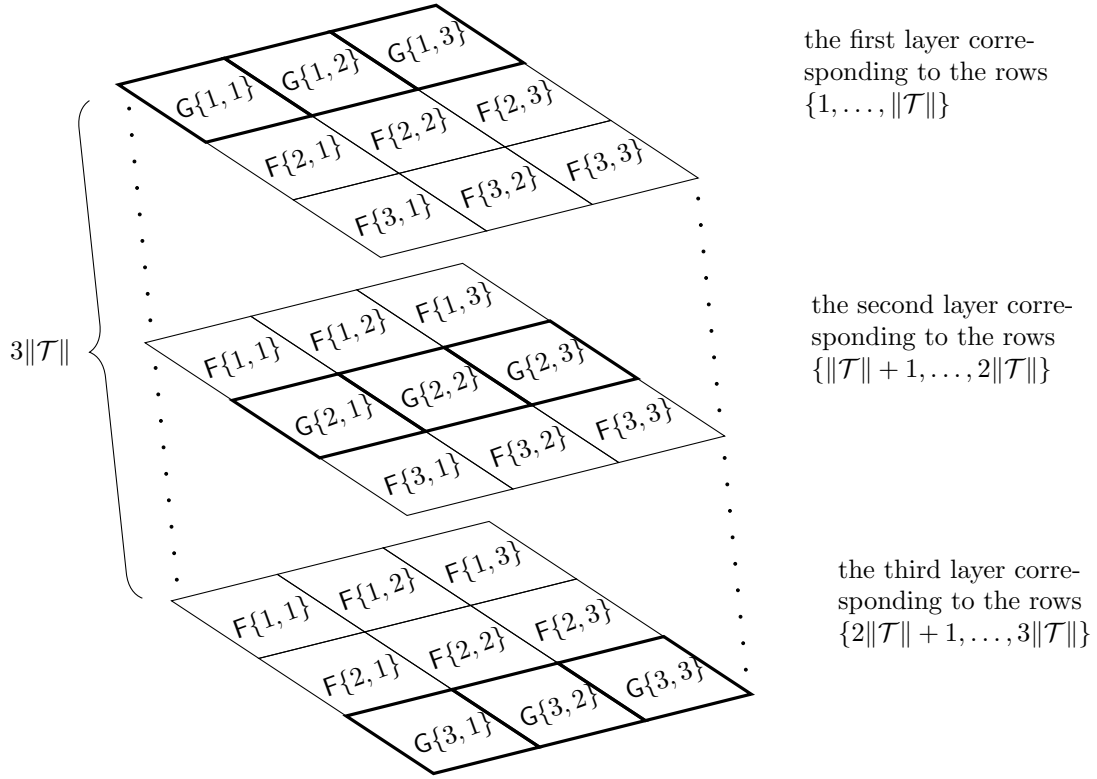 G{1, 1} G{1, 2} G{1, 3}
F{2, 1} F{2, 2} F{2, 3}
F{3, 1} F{3, 2} F{3, 3}
the first layer corre-
sponding to the rows
{1, . . . , ‖𝒯‖}
3‖𝒯‖
F{1, 1} F{1, 2} F{1, 3}
G{2, 1} G{2, 2} G{2, 3}
F{3, 1} F{3, 2} F{3, 3}
the second layer corre-
sponding to the rows
{‖𝒯‖ + 1, . . . , 2‖𝒯‖}
F{1, 1} F{1, 2} F{1, 3}
F{2, 1} F{2, 2} F{2, 3}
G{3, 1} G{3, 2} G{3, 3}
the third layer corre-
sponding to the rows
{2‖𝒯‖ + 1, . . . , 3‖𝒯‖}